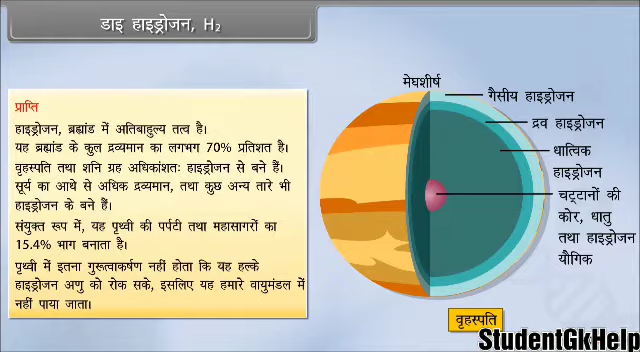 डाइ हाइड्रोजन, H₂
प्राप्ति
हाइड्रोजन, ब्रह्मांड में अतिबाहुल्य तत्व है।
यह ब्रह्मांड के कुल द्रव्यमान का लगभग 70% प्रतिशत है।
वृहस्पति तथा शनि ग्रह अधिकांशतः हाइड्रोजन से बने हैं।
सूर्य का आधे से अधिक द्रव्यमान, तथा कुछ अन्य तारे भी
हाइड्रोजन के बने हैं।
संयुक्त रूप में, यह पृथ्वी की पर्पटी तथा महासागरों का
15.4% भाग बनाता है।
पृथ्वी में इतना गुरूत्वाकर्षण नहीं होता कि यह हल्के
हाइड्रोजन अणु को रोक सके, इसलिए यह हमारे वायुमंडल में
नहीं पाया जाता।
मेघशीर्ष
गैसीय हाइड्रोजन
द्रव हाइड्रोजन
धात्विक
हाइड्रोजन
चट्टानों की
कोर, धातु
तथा हाइड्रोजन
यौगिक
वृहस्पति
StudentGkHelp